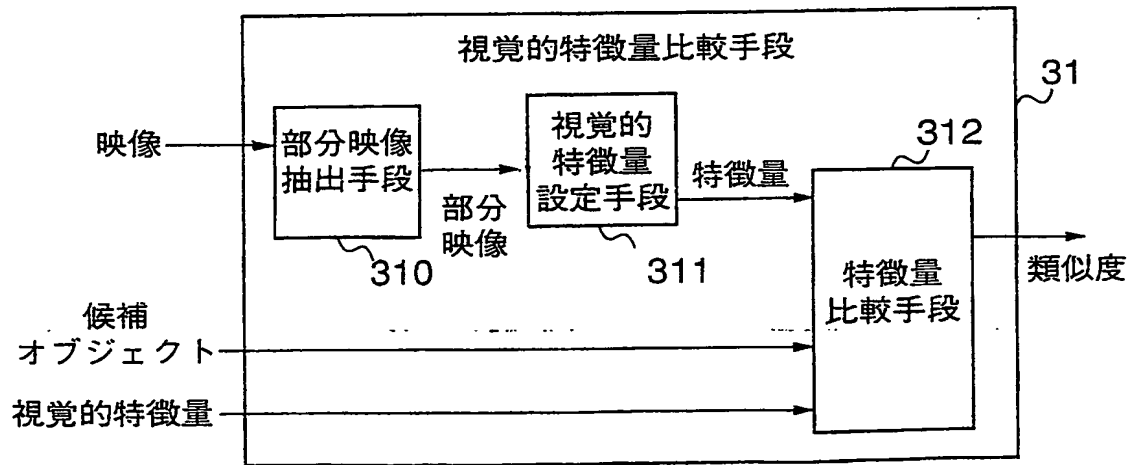 視覚的特徴量比較手段
31
映像
部分映像
抽出手段
310
部分
映像
視覚的
特徴量
設定手段
311
特徴量
312
特徴量
比較手段
類似度
候補
オブジェクト
視覚的特徴量